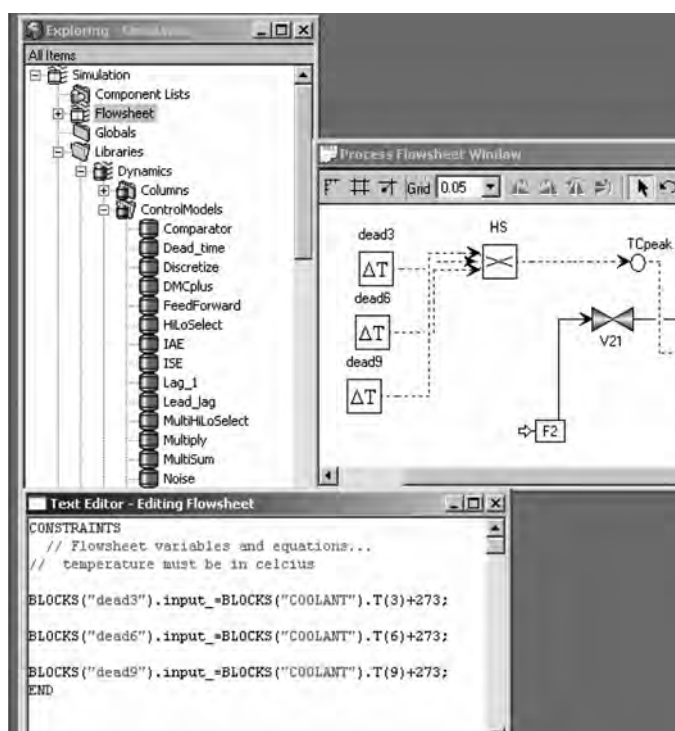 Exploring
All Items
Simulation
Component Lists
Flowsheet
Globals
Libraries
Dynamics
Columns
ControlModels
Comparator
Dead_time
Discretize
DMCplus
FeedForward
HiLoSelect
IAE
ISE
Lag_1
Lead_lag
MultiHiLoSelect
Multiply
MultiSum
Noise
Process Flowsheet Window
Grid 0.05
HS
dead3
TCpeak
ΔT
dead6
ΔT
V21
dead9
ΔT
F2
Text Editor - Editing Flowsheet
CONSTRAINTS
// Flowsheet variables and equations...
// temperature must be in celcius
BLOCKS("dead3").input_=BLOCKS("COOLANT").T(3)+273;
BLOCKS("dead6").input_=BLOCKS("COOLANT").T(6)+273;
BLOCKS("dead9").input_=BLOCKS("COOLANT").T(9)+273;
END